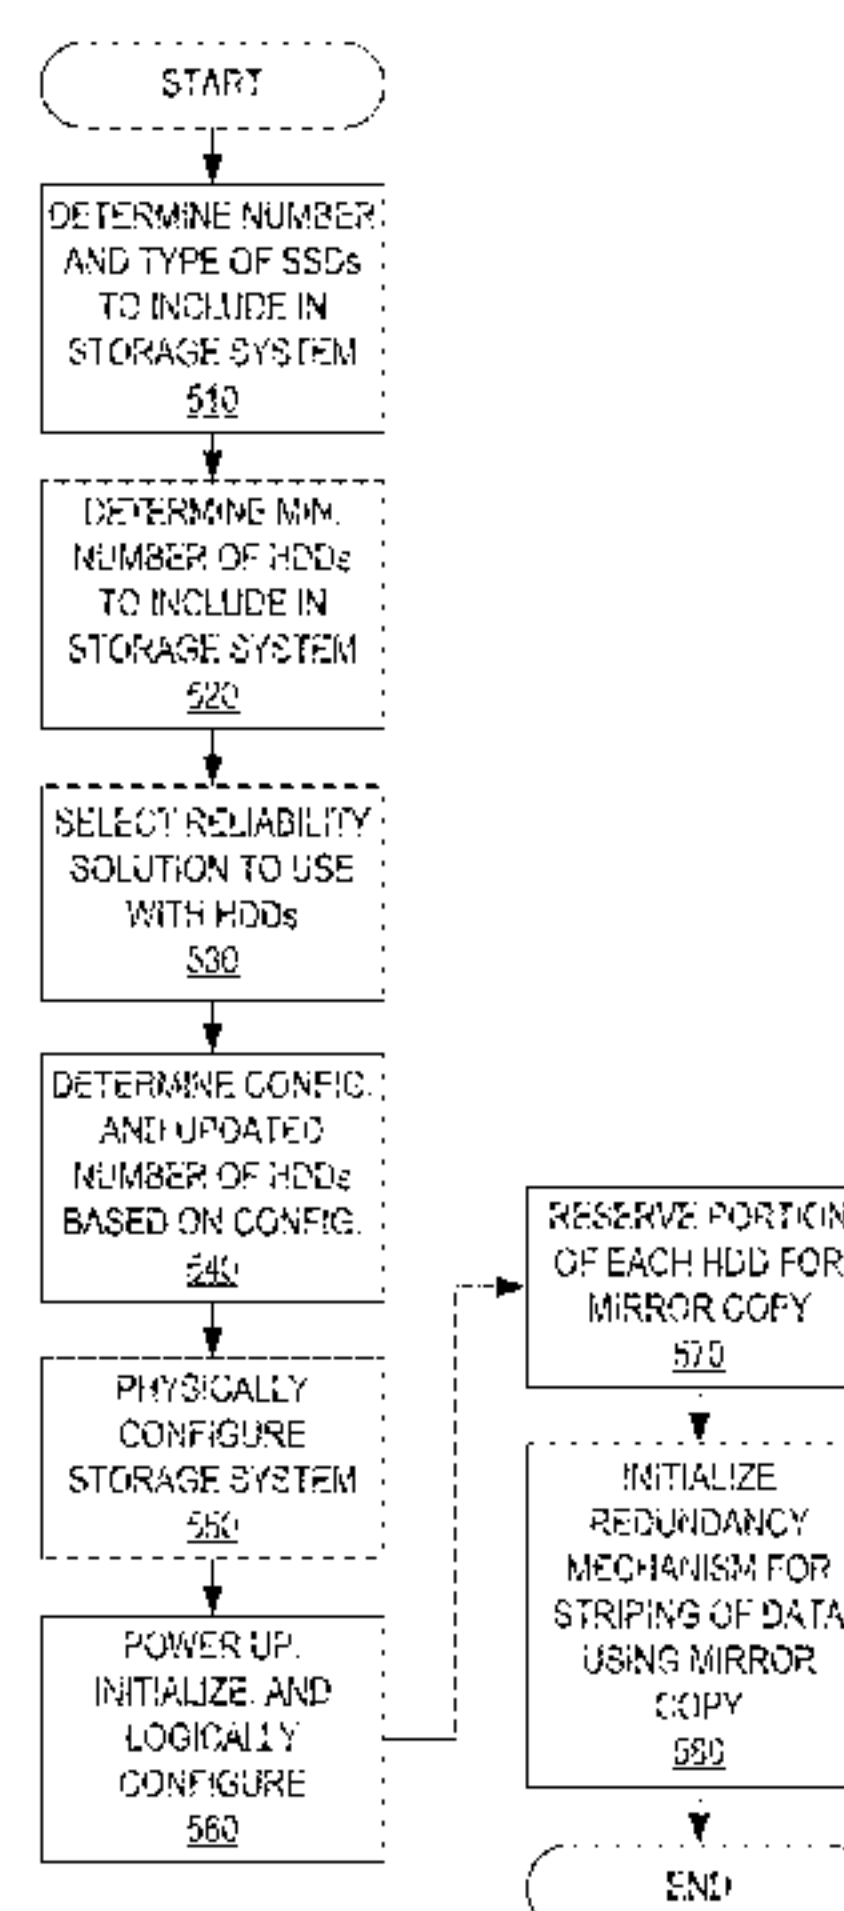 START
DETERMINE NUMBER
AND TYPE OF SSDs
TO INCLUDE IN
STORAGE SYSTEM
510
DETERMINE MIN.
NUMBER OF HDDs
TO INCLUDE IN
STORAGE SYSTEM
520
SELECT RELIABILITY
SOLUTION TO USE
WITH HDDs
530
DETERMINE CONFIG.
AND UPDATED
NUMBER OF HDDs
BASED ON CONFIG.
540
PHYSICALLY
CONFIGURE
STORAGE SYSTEM
550
POWER UP,
INITIALIZE, AND
LOGICALLY
CONFIGURE
560
RESERVE PORTION
OF EACH HDD FOR
MIRROR COPY
570
INITIALIZE
REDUNDANCY
MECHANISM FOR
STRIPING OF DATA
USING MIRROR
COPY
580
END